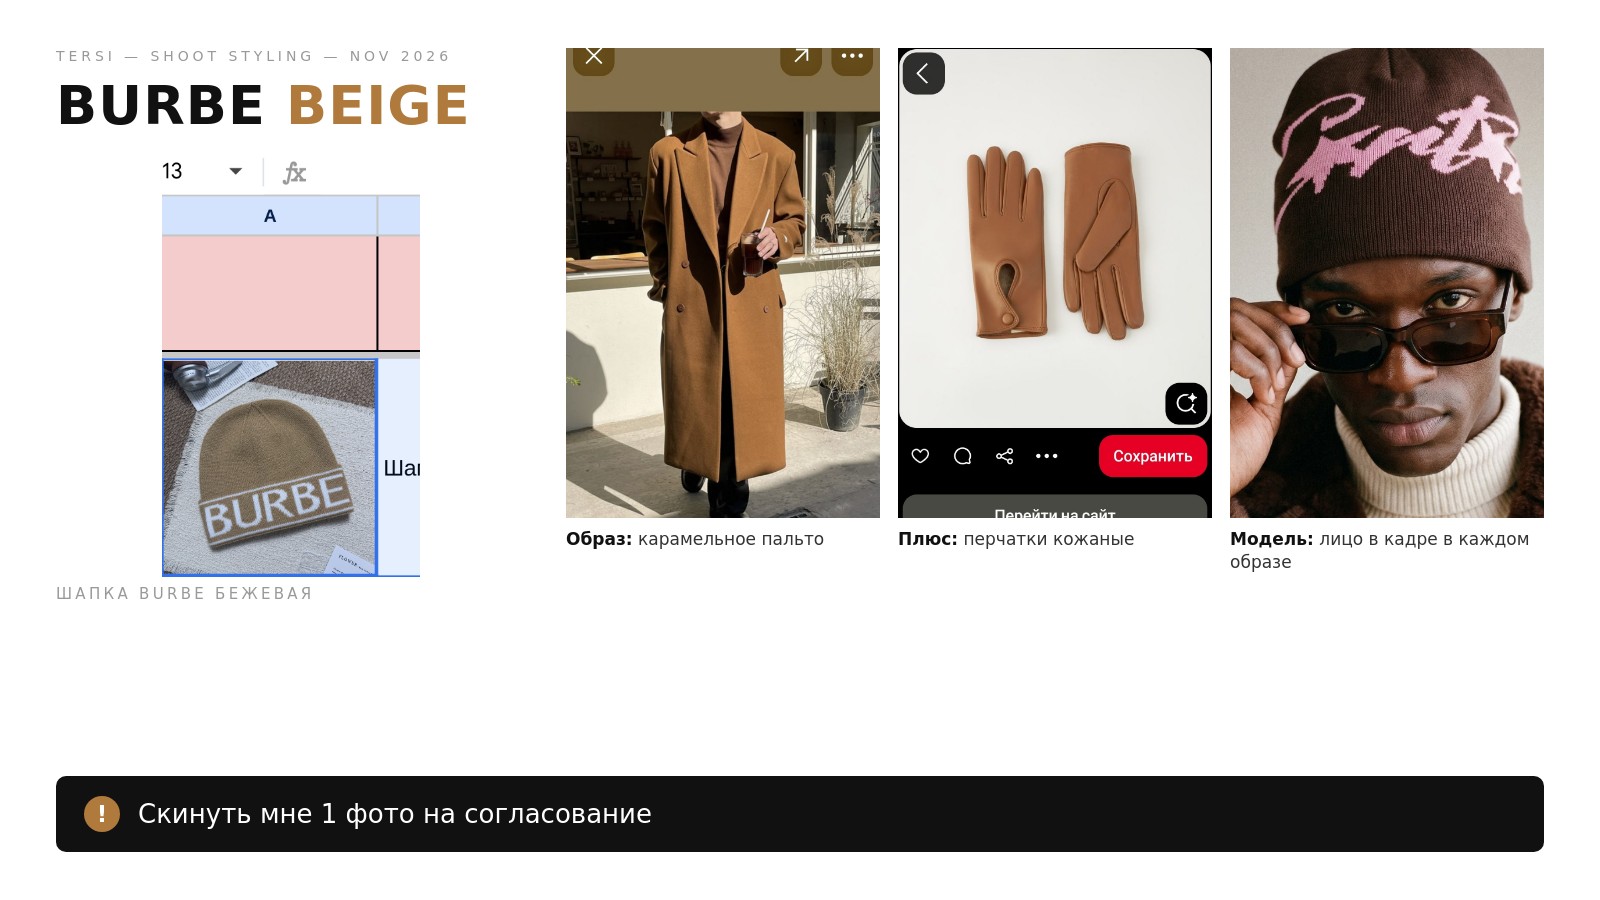 TERSI — SHOOT STYLING — NOV 2026
BURBE BEIGE
13
fx
A
BURBE
ШАПКА BURBE БЕЖЕВАЯ
Сохранить
Перейти на сайт
Образ: карамельное пальто
Плюс: перчатки кожаные
Модель: лицо в кадре в каждом
образе
! Скинуть мне 1 фото на согласование